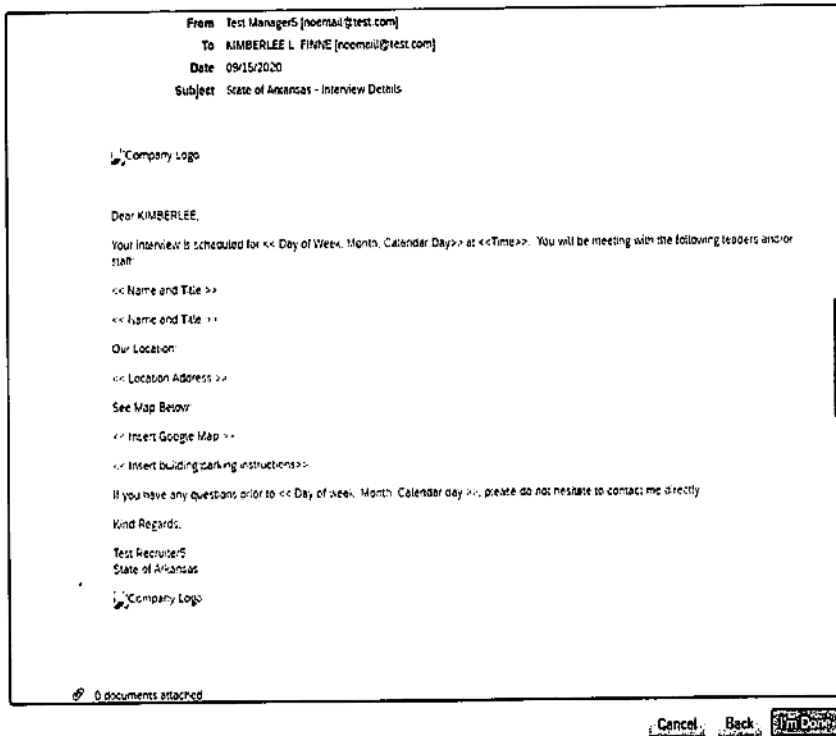 From Test Manager5 [noemail@test.com]
To KIMBERLEE L FINNE [noemail@test.com]
Date 09/15/2020
Subject State of Arkansas - Interview Details
Company Logo
Dear KIMBERLEE,
Your interview is scheduled for << Day of Week, Month, Calendar Day>> at <<Time>>. You will be meeting with the following leaders and/or
staff:
<< Name and Title >>
<< Name and Title >>
Our Location:
<< Location Address >>
See Map Below:
<< Insert Google Map >>
<< Insert building parking instructions>>
If you have any questions prior to << Day of week, Month, Calendar day >>, please do not hesitate to contact me directly.
Kind Regards,
Test Recruiter5
State of Arkansas
Company Logo
0 documents attached
Cancel Back I'm Done